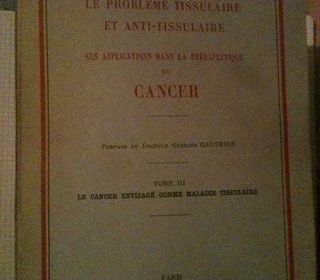 LE PROBLÈME TISSULAIRE
ET ANTI-TISSULAIRE
SES APPLICATIONS DANS LA THÉRAPEUTIQUE
DU
CANCER
PRÉFACE DU DOCTEUR GEORGES GAUTHIER
TOME III
LE CANCER ENVISAGÉ COMME MALADIE TISSULAIRE
PARIS